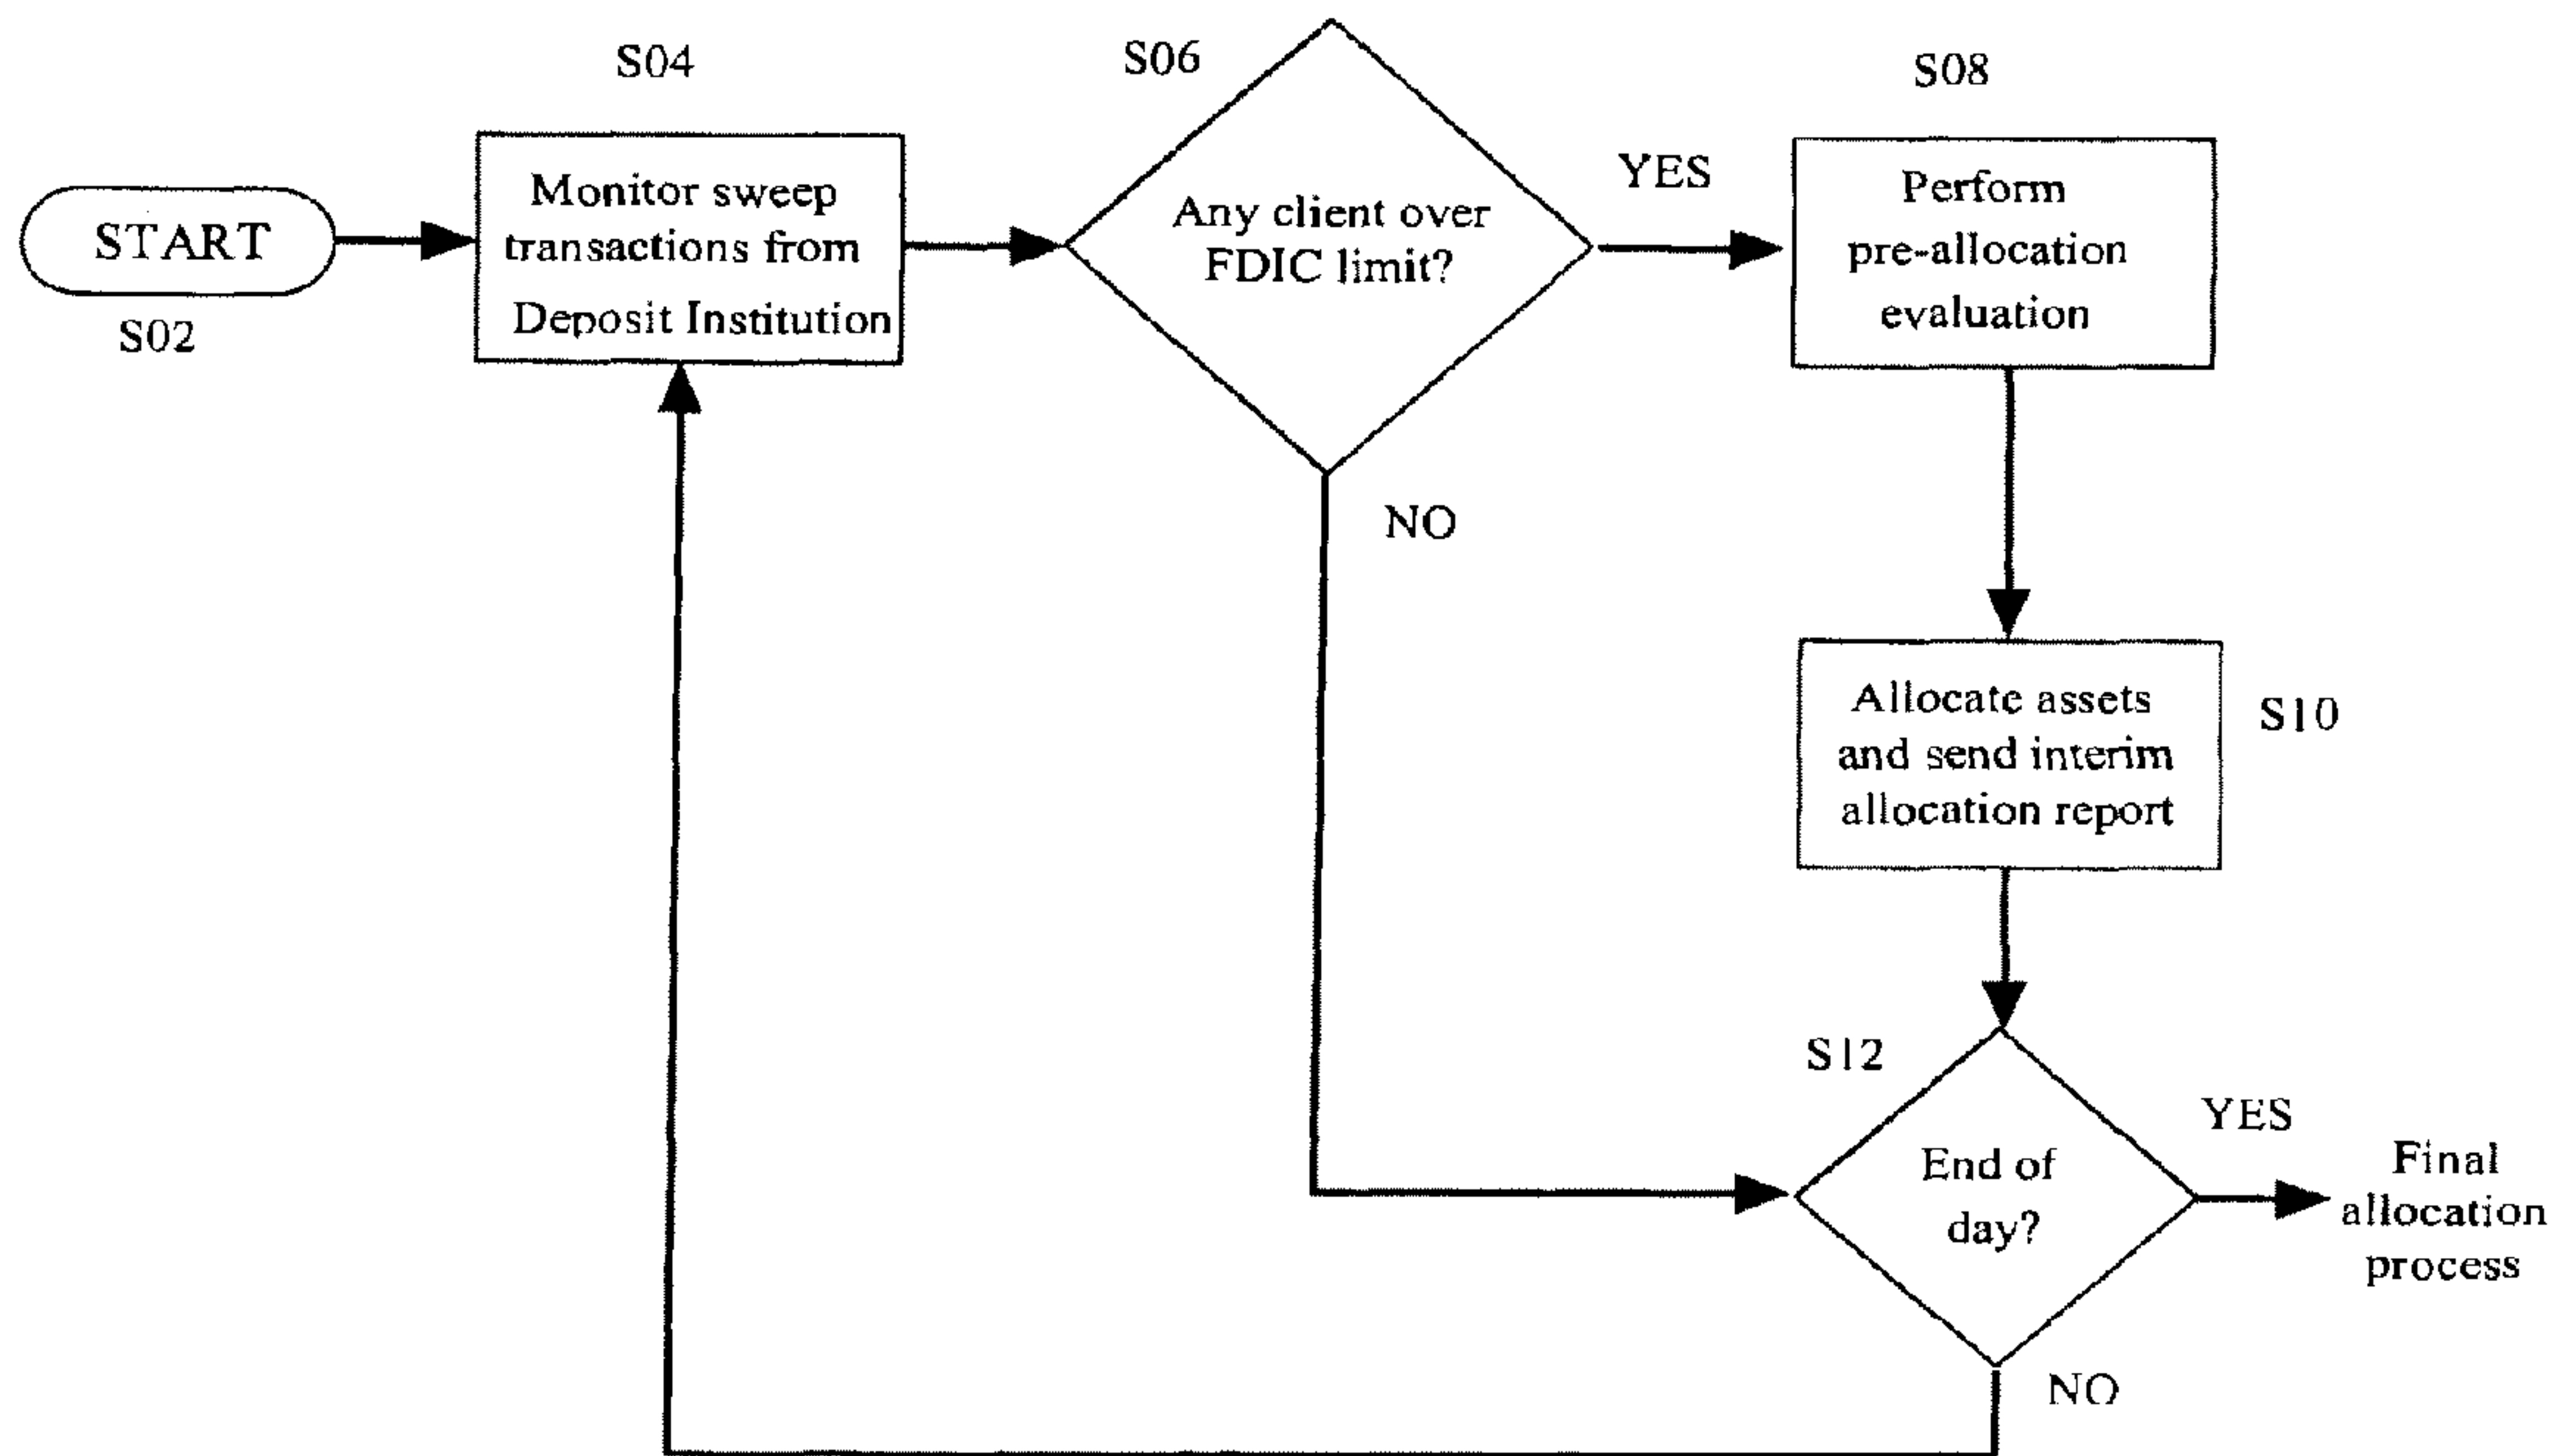 S04
S06
S08
START
S02
Monitor sweep
transactions from
Deposit Institution
Any client over
FDIC limit?
YES
Perform
pre-allocation
evaluation
NO
Allocate assets
and send interim
allocation report
S10
S12
End of
day?
YES
Final
allocation
process
NO